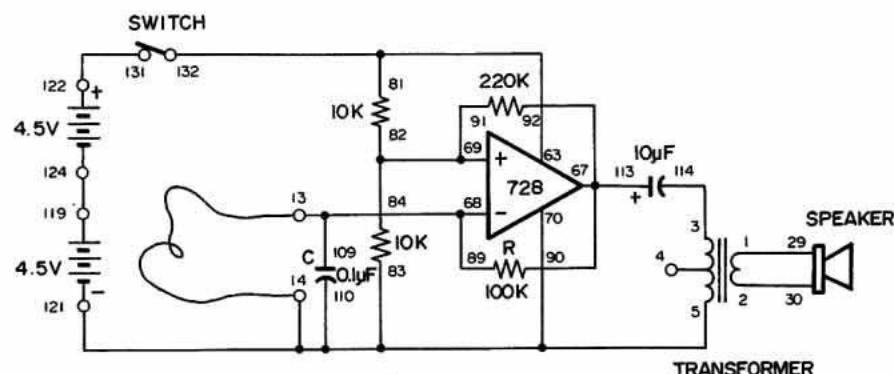 SWITCH
131 132
122 +
4.5V
124
119
4.5V
121 −
13
14
C
109
0.1µF
110
81
10K
82
84
10K
83
220K
91 92
69 +
63
728
67
68 −
70
89 R 90
100K
10µF
113 114
+
3
4
5
1
2
29
30
SPEAKER
TRANSFORMER